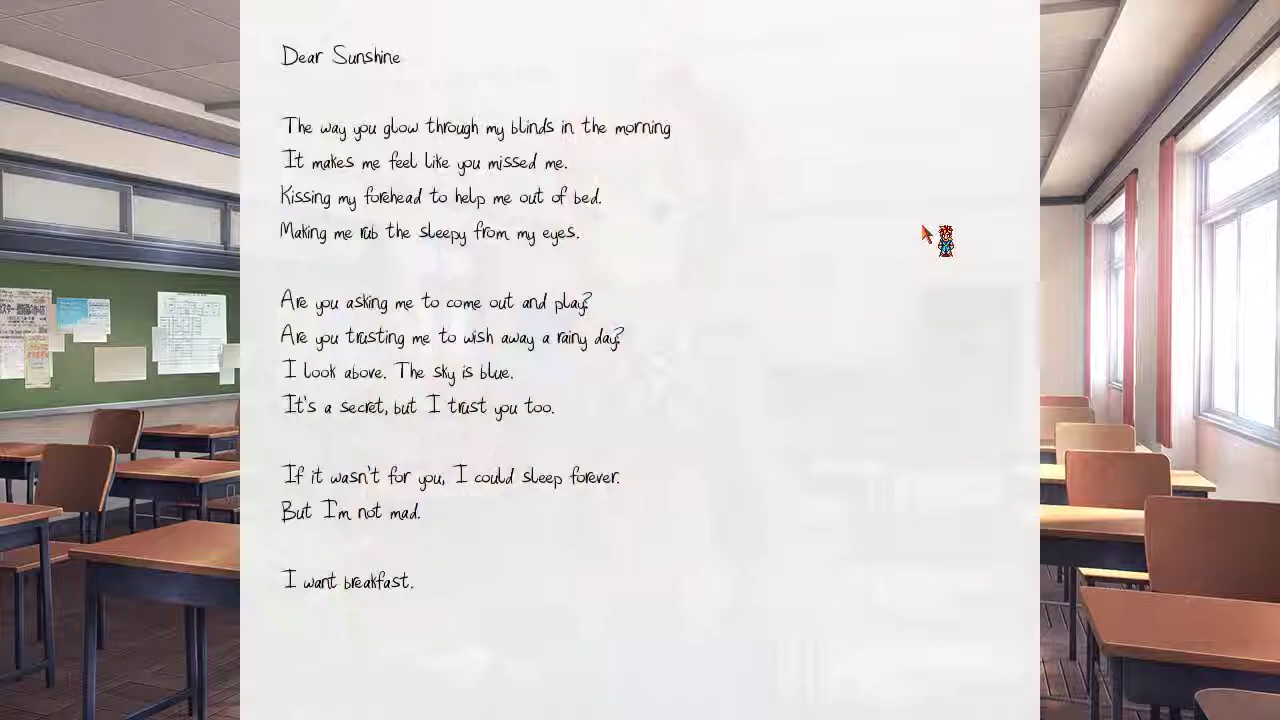 Dear Sunshine
The way you glow through my blinds in the morning
It makes me feel like you missed me.
Kissing my forehead to help me out of bed.
Making me rub the sleepy from my eyes.
Are you asking me to come out and play?
Are you trusting me to wish away a rainy day?
I look above. The sky is blue.
It's a secret, but I trust you too.
If it wasn't for you, I could sleep forever.
But I'm not mad.
I want breakfast.